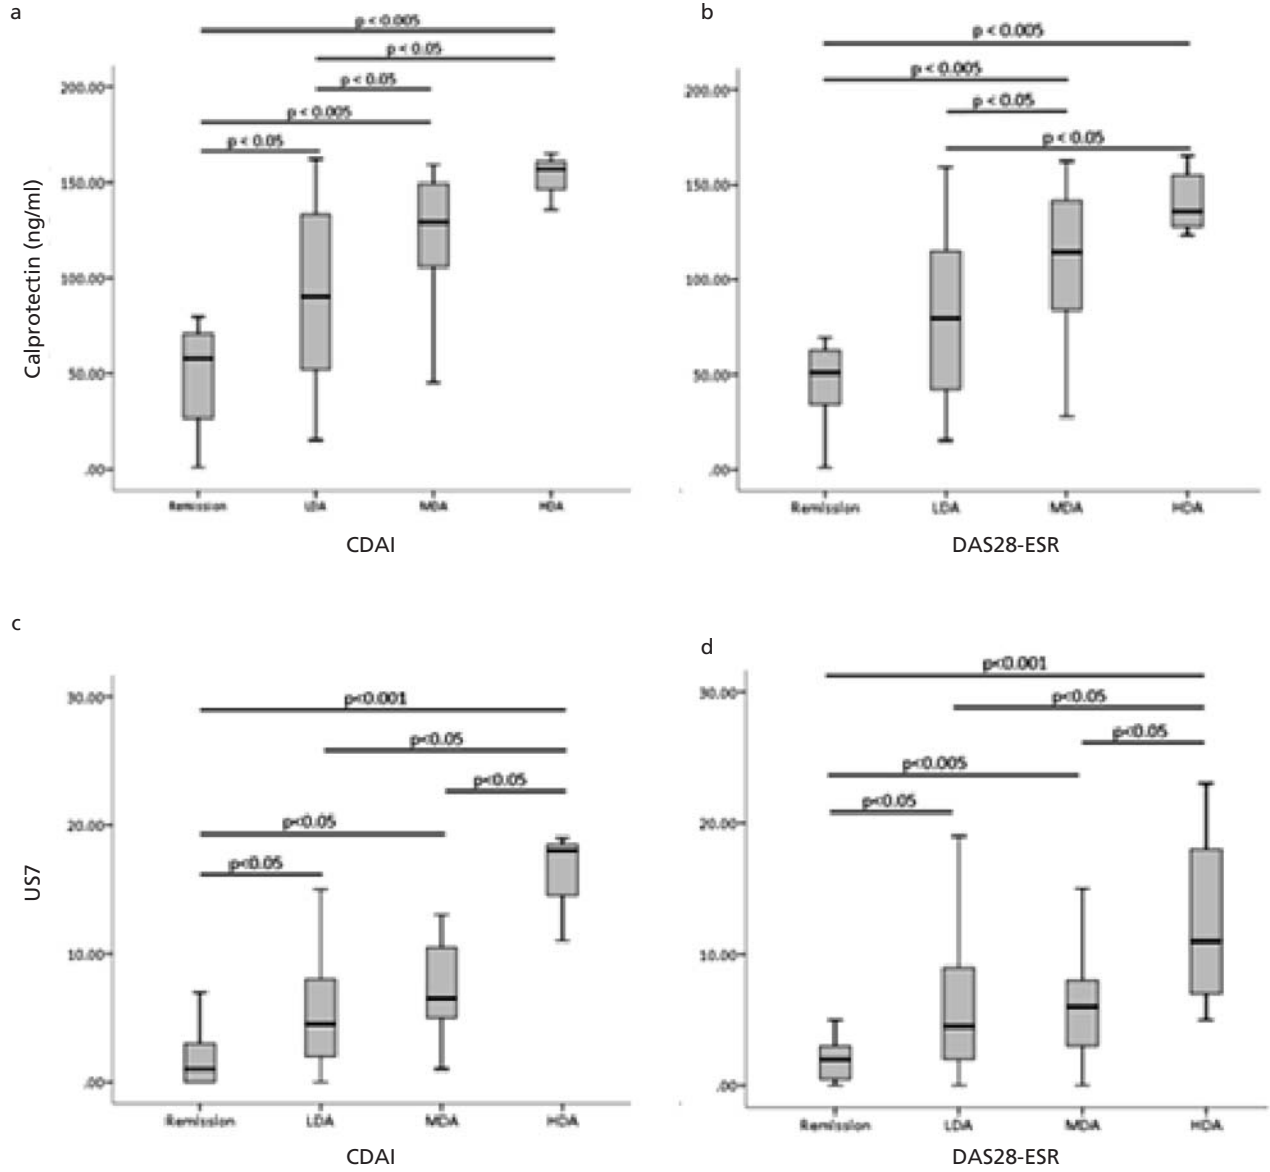 a
p < 0.005
p < 0.05
p < 0.05
p < 0.005
p < 0.05
200.00
150.00
100.00
50.00
.00
Calprotectin (ng/ml)
Remission LDA MDA HDA
CDAI
b
p < 0.005
p < 0.005
p < 0.05
p < 0.05
200.00
150.00
100.00
50.00
.00
Remission LDA MDA HDA
DAS28-ESR
c
p<0.001
p<0.05
p<0.05
p<0.05
p<0.05
30.00
20.00
10.00
.00
US7
Remission LDA MDA HDA
CDAI
d
p<0.001
p<0.05
p<0.05
p<0.005
p<0.05
30.00
20.00
10.00
.00
Remission LDA MDA HDA
DAS28-ESR